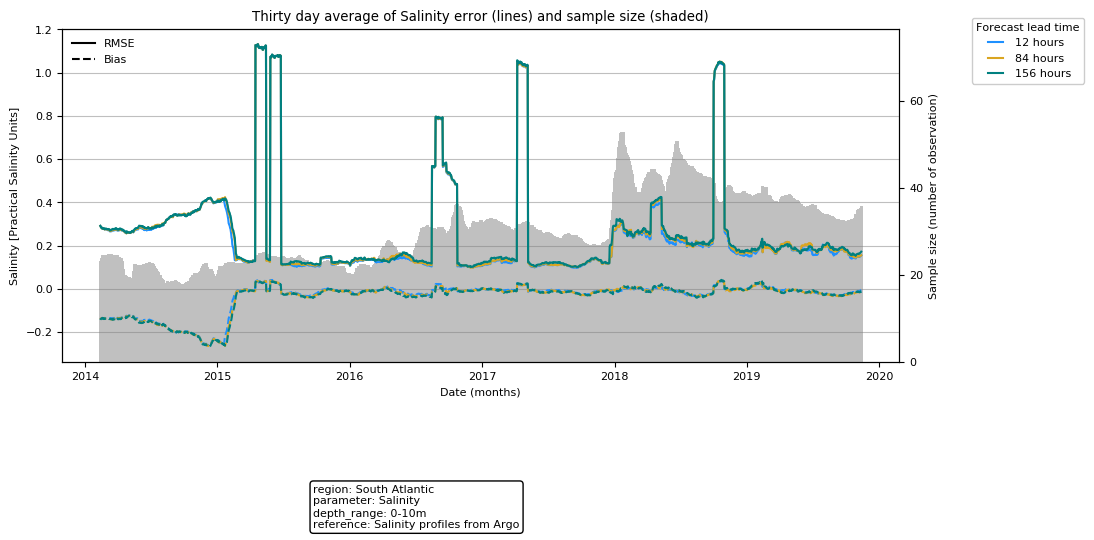 Thirty day average of Salinity error (lines) and sample size (shaded)
Forecast lead time
12 hours
84 hours
156 hours
RMSE
Bias
Salinity [Practical Salinity Units]
1.2
1.0
0.8
0.6
0.4
0.2
0.0
−0.2
Sample size (number of observation)
60
40
20
0
2014 2015 2016 2017 2018 2019 2020
Date (months)
region: South Atlantic
parameter: Salinity
depth_range: 0-10m
reference: Salinity profiles from Argo